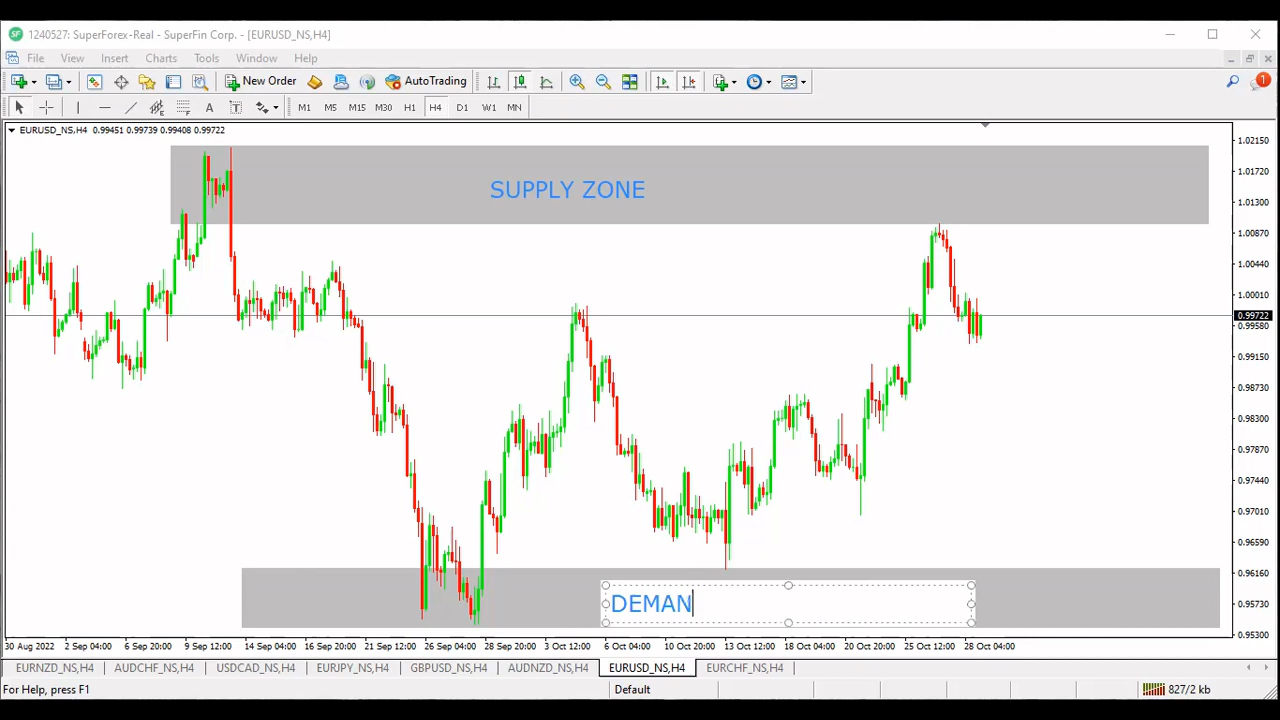 1240527: SuperForex-Real - SuperFin Corp. - [EURUSD_NS,H4]
File View Insert Charts Tools Window Help
New Order AutoTrading 1
A T M1 M5 M15 M30 H1 H4 D1 W1 MN
EURUSD_NS,H4 0.99451 0.99739 0.99408 0.99722
1.02150
1.01720
SUPPLY ZONE
1.01300
1.00870
1.00440
1.00010
0.99722
0.99580
0.99150
0.98730
0.98300
0.97870
0.97440
0.97010
0.96590
0.96160
DEMAN
0.95730
0.95300
30 Aug 2022 2 Sep 04:00 6 Sep 20:00 9 Sep 12:00 14 Sep 04:00 16 Sep 20:00 21 Sep 12:00 26 Sep 04:00 28 Sep 20:00 3 Oct 12:00 6 Oct 04:00 10 Oct 20:00 13 Oct 12:00 18 Oct 04:00 20 Oct 20:00 25 Oct 12:00 28 Oct 04:00
EURNZD_NS,H4 AUDCHF_NS,H4 USDCAD_NS,H4 EURJPY_NS,H4 GBPUSD_NS,H4 AUDNZD_NS,H4 EURUSD_NS,H4 EURCHF_NS,H4
For Help, press F1 Default 827/2 kb